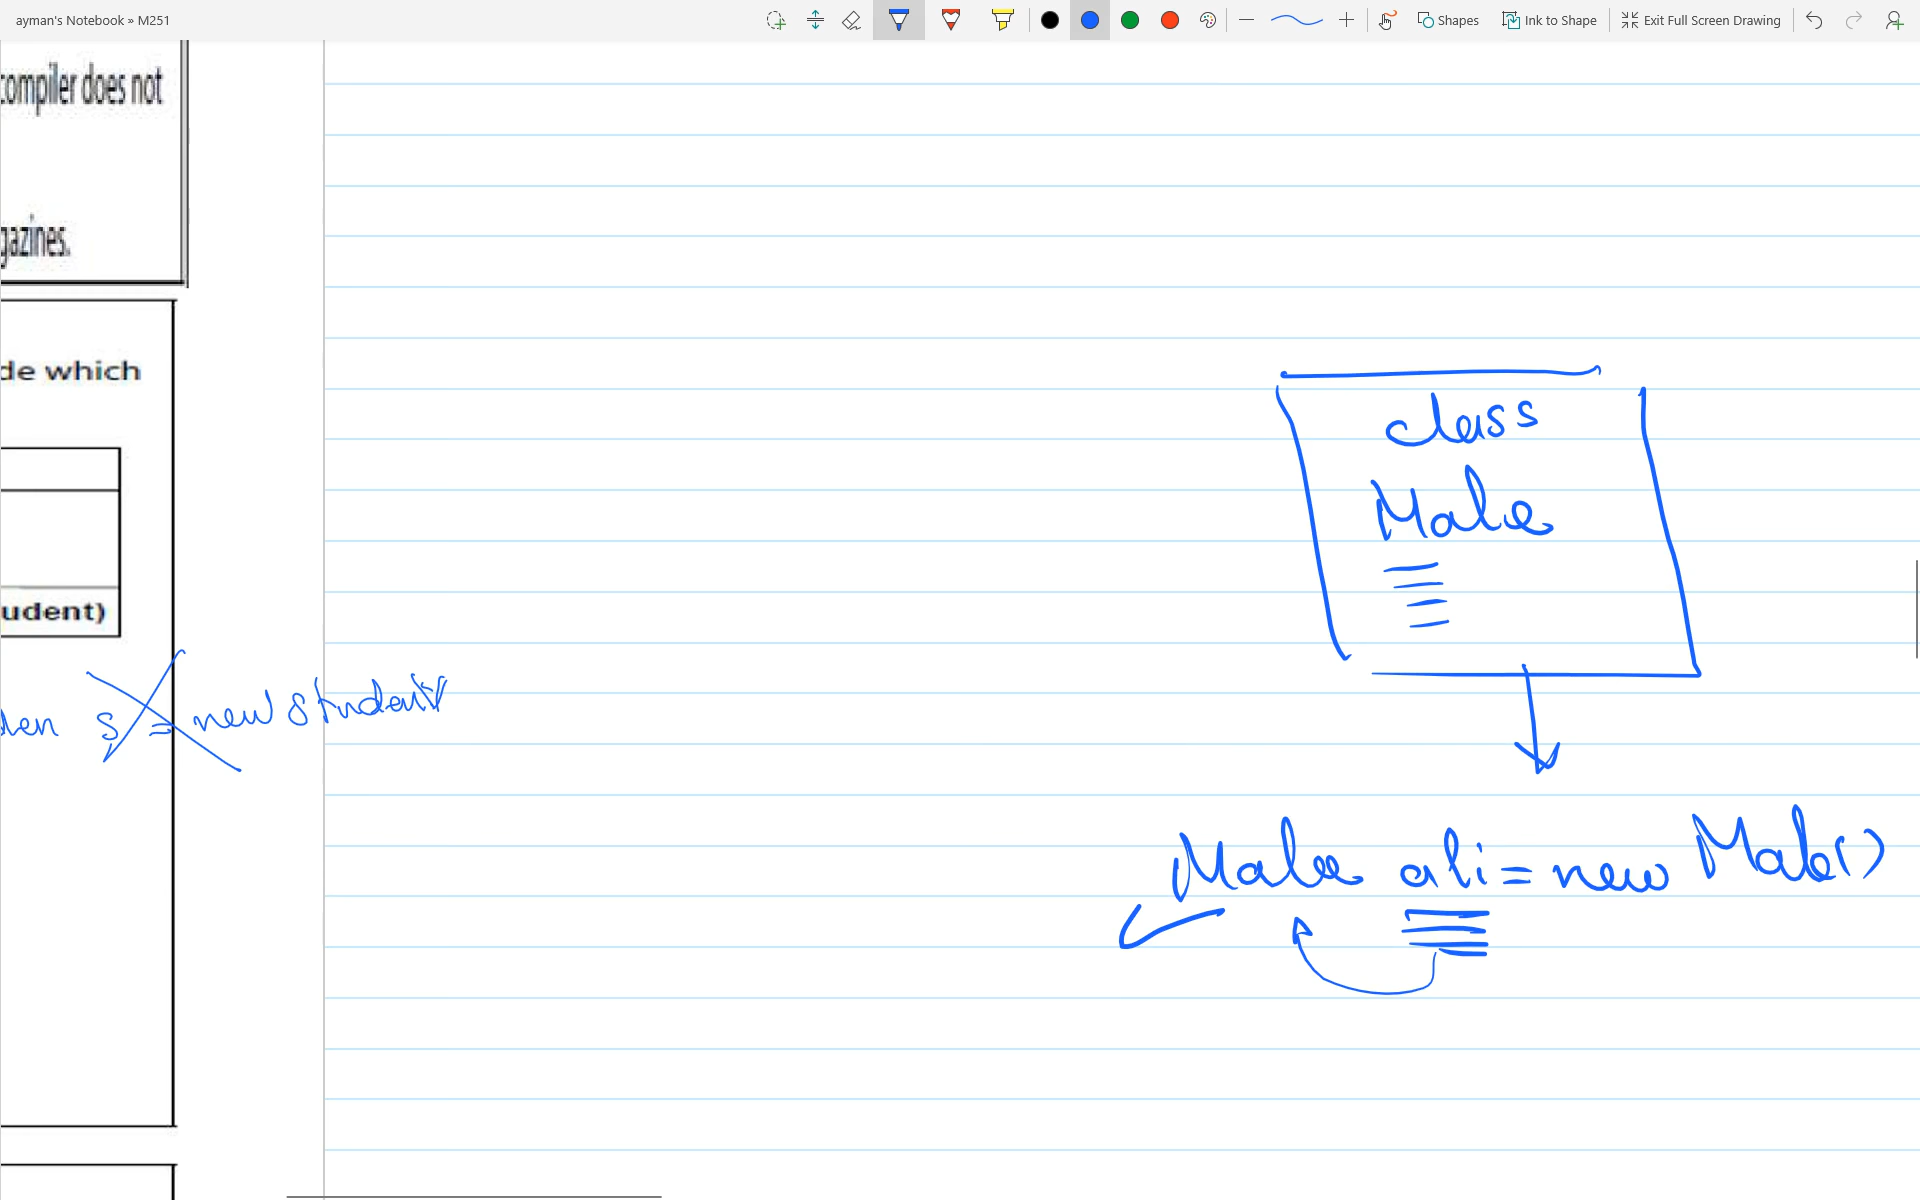 ayman's Notebook » M251
Shapes
Ink to Shape
Exit Full Screen Drawing
compiler does not
gazines.
de which
udent)
s = new student
class
Male
Male ali = new Male()